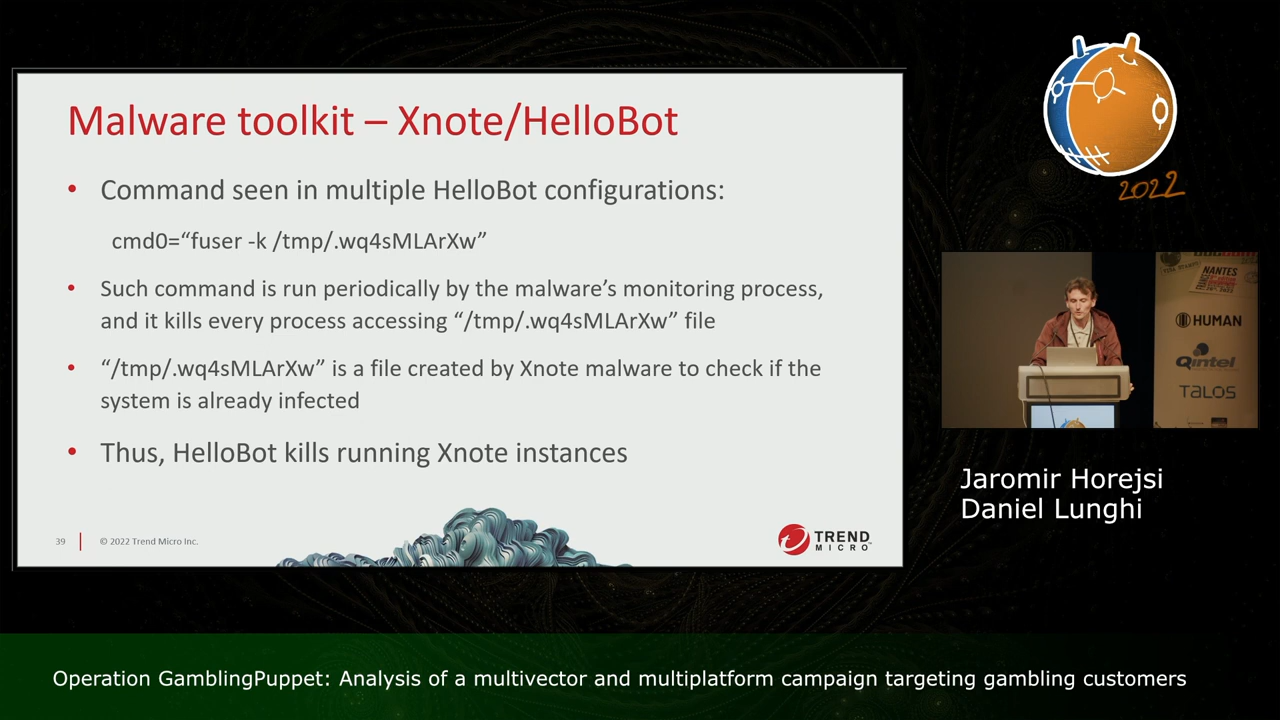 Malware toolkit – Xnote/HelloBot
• Command seen in multiple HelloBot configurations:
cmd0=“fuser -k /tmp/.wq4sMLArXw”
• Such command is run periodically by the malware’s monitoring process,
and it kills every process accessing “/tmp/.wq4sMLArXw” file
• “/tmp/.wq4sMLArXw” is a file created by Xnote malware to check if the
system is already infected
• Thus, HelloBot kills running Xnote instances
39
© 2022 Trend Micro Inc.
TREND
MICRO™
2022
NANTES
HUMAN
Qintel
TALOS
Jaromir Horejsi
Daniel Lunghi
Operation GamblingPuppet: Analysis of a multivector and multiplatform campaign targeting gambling customers